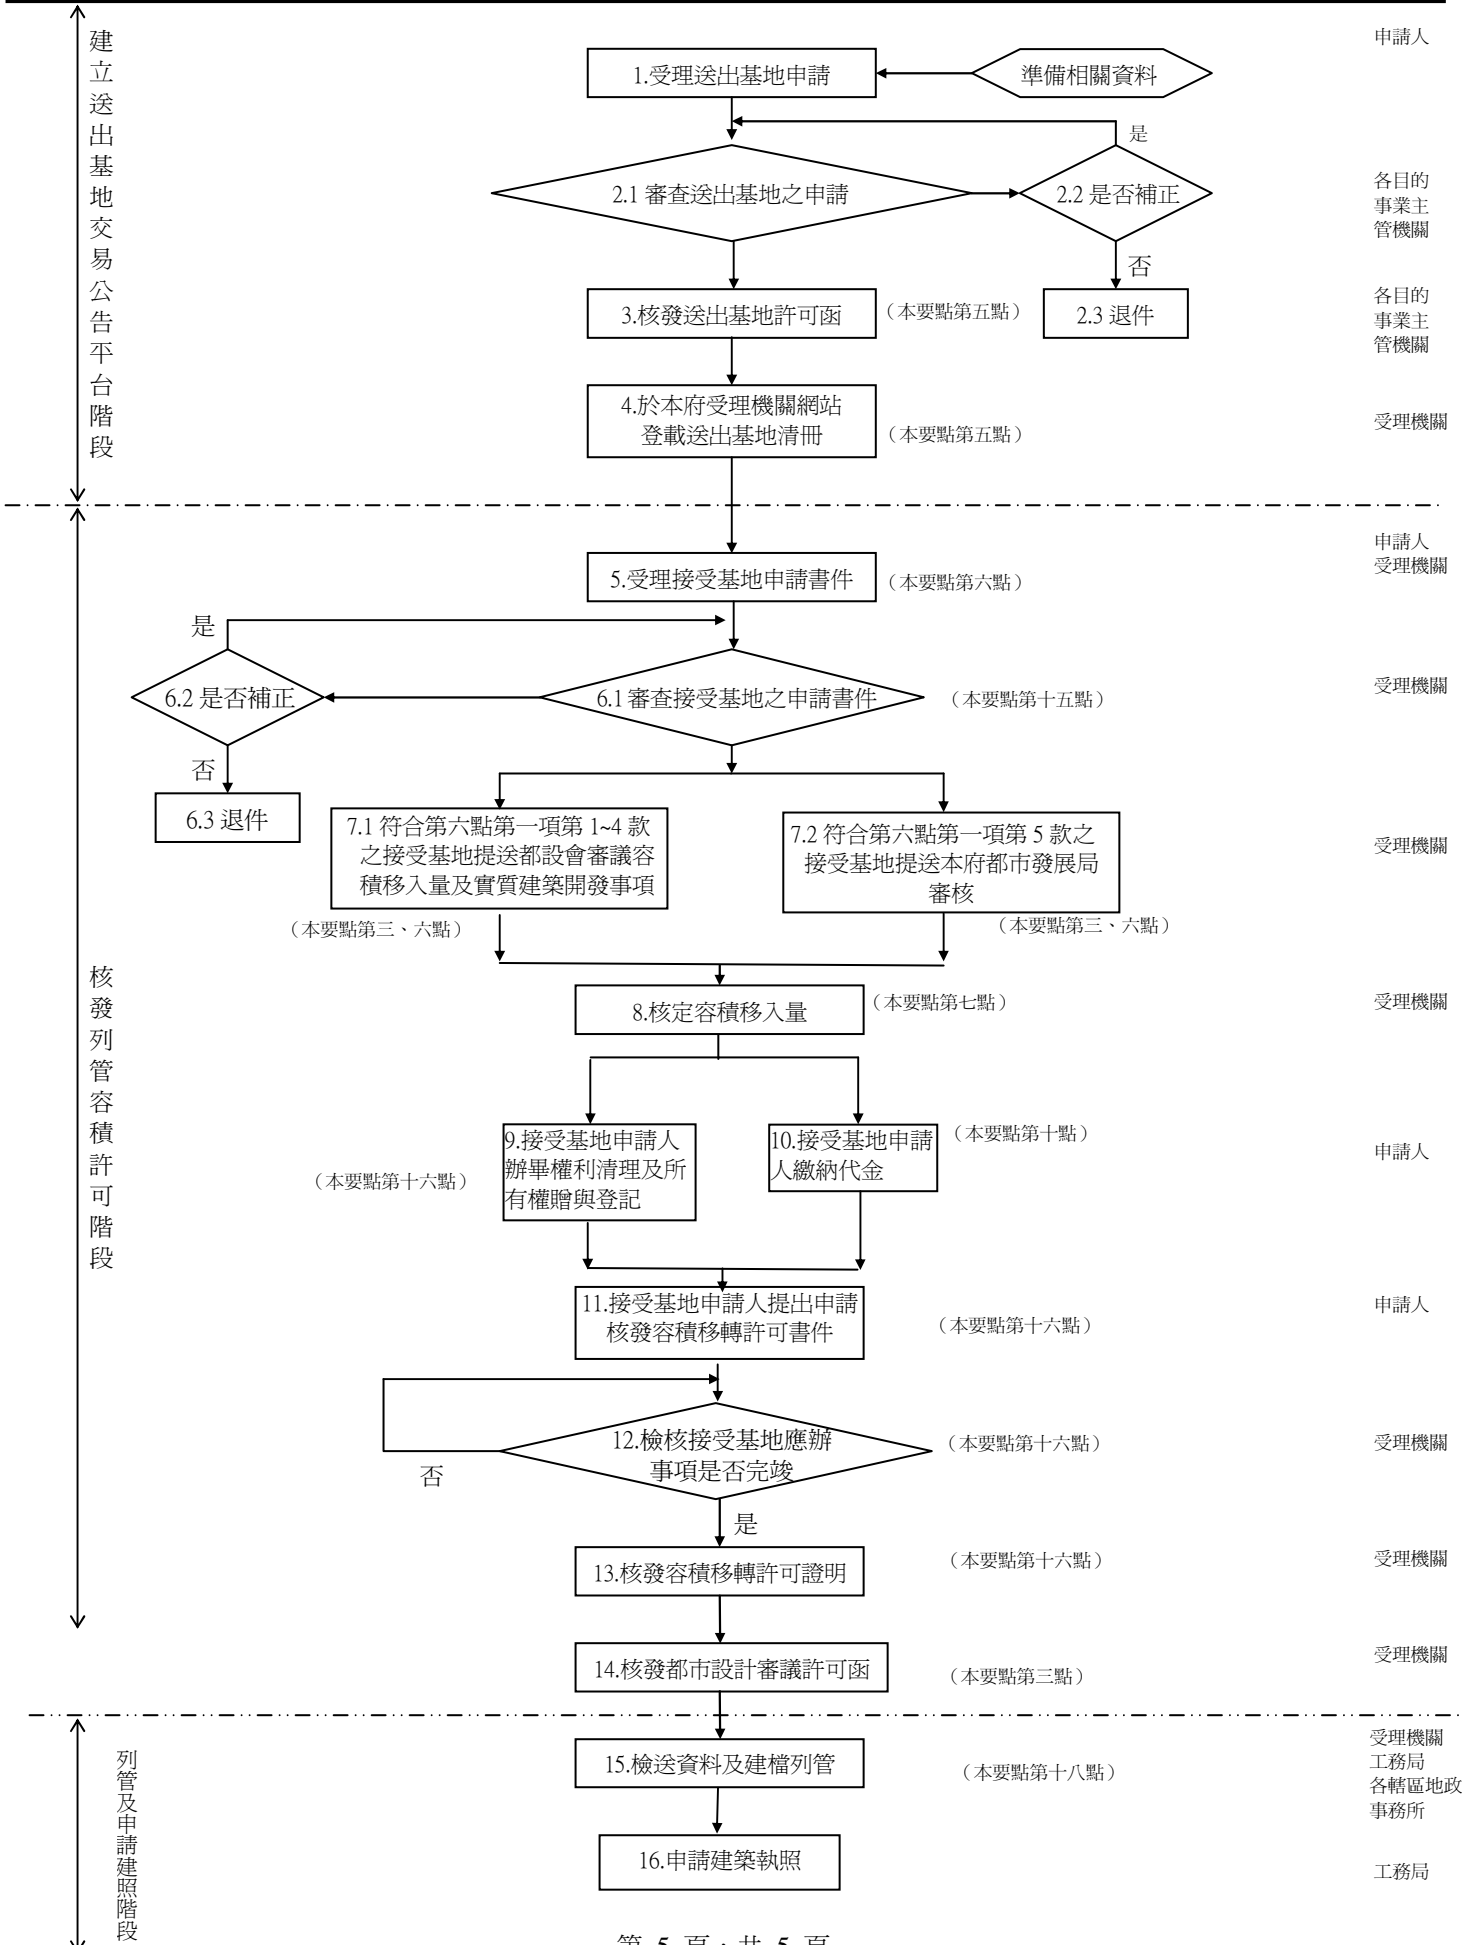 建立送出基地交易公告平台階段
申請人
1.受理送出基地申請
準備相關資料
是
2.1 審查送出基地之申請
2.2 是否補正
各目的
事業主
管機關
否
3.核發送出基地許可函
（本要點第五點）
2.3 退件
各目的
事業主
管機關
4.於本府受理機關網站
登載送出基地清冊
（本要點第五點）
受理機關
核發列管容積許可階段
5.受理接受基地申請書件
（本要點第六點）
申請人
受理機關
是
6.2 是否補正
6.1 審查接受基地之申請書件
（本要點第十五點）
受理機關
否
6.3 退件
7.1 符合第六點第一項第 1~4 款
之接受基地提送都設會審議容
積移入量及實質建築開發事項
7.2 符合第六點第一項第 5 款之
接受基地提送本府都市發展局
審核
受理機關
（本要點第三、六點）
（本要點第三、六點）
8.核定容積移入量
（本要點第七點）
受理機關
9.接受基地申請人
辦畢權利清理及所
有權贈與登記
（本要點第十六點）
10.接受基地申請
人繳納代金
（本要點第十點）
申請人
11.接受基地申請人提出申請
核發容積移轉許可書件
（本要點第十六點）
申請人
12.檢核接受基地應辦
事項是否完竣
（本要點第十六點）
受理機關
否
是
13.核發容積移轉許可證明
（本要點第十六點）
受理機關
14.核發都市設計審議許可函
（本要點第三點）
受理機關
列管及申請建照階段
15.檢送資料及建檔列管
（本要點第十八點）
受理機關
工務局
各轄區地政
事務所
16.申請建築執照
工務局
第 5 頁，共 5 頁